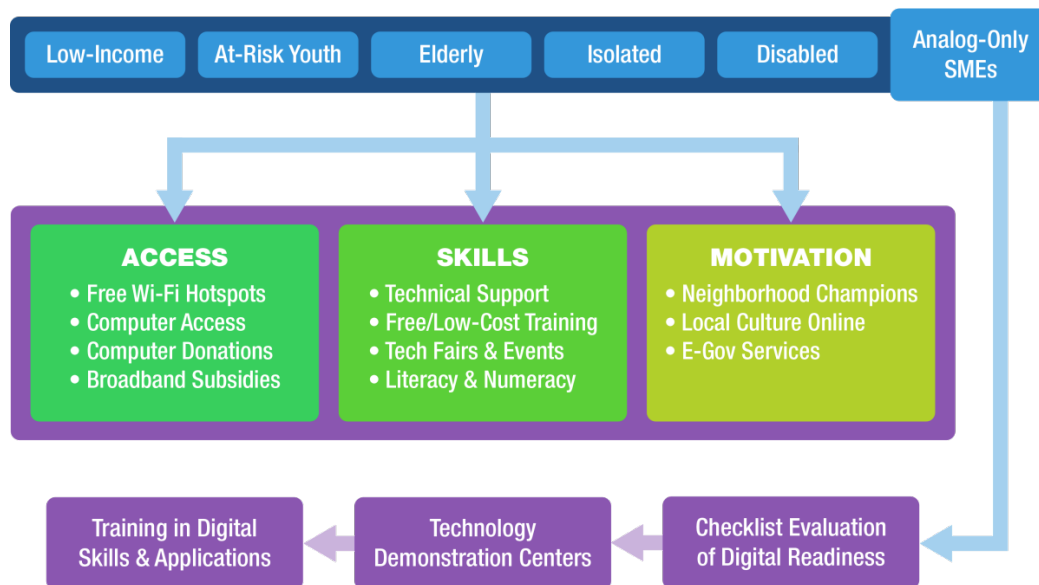 Low-Income
At-Risk Youth
Elderly
Isolated
Disabled
Analog-Only
SMEs
ACCESS
• Free Wi-Fi Hotspots
• Computer Access
• Computer Donations
• Broadband Subsidies
SKILLS
• Technical Support
• Free/Low-Cost Training
• Tech Fairs & Events
• Literacy & Numeracy
MOTIVATION
• Neighborhood Champions
• Local Culture Online
• E-Gov Services
Training in Digital
Skills & Applications
Technology
Demonstration Centers
Checklist Evaluation
of Digital Readiness